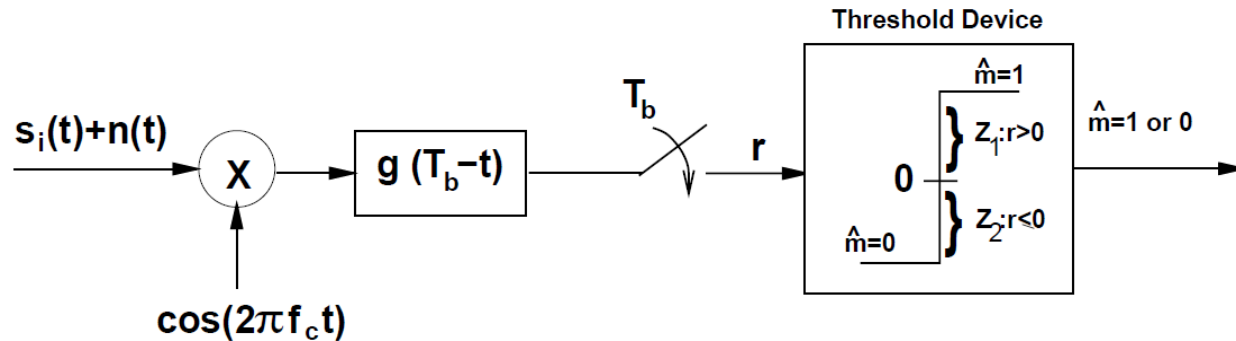 Threshold Device
m̂=1
T_b
s_i(t)+n(t)
Z_1:r>0
m̂=1 or 0
X
g (T_b−t)
r
0
}
}
Z_2:r≤0
m̂=0
cos(2πf_ct)